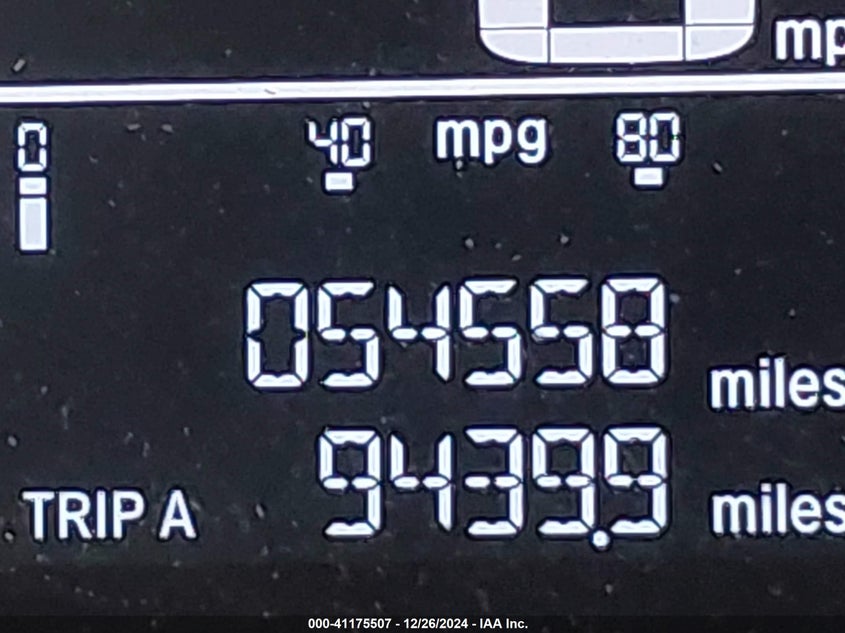 mp
0 40 mpg 80
054558 miles
TRIP A 9439.9 miles
000-41175507 - 12/26/2024 - IAA Inc.